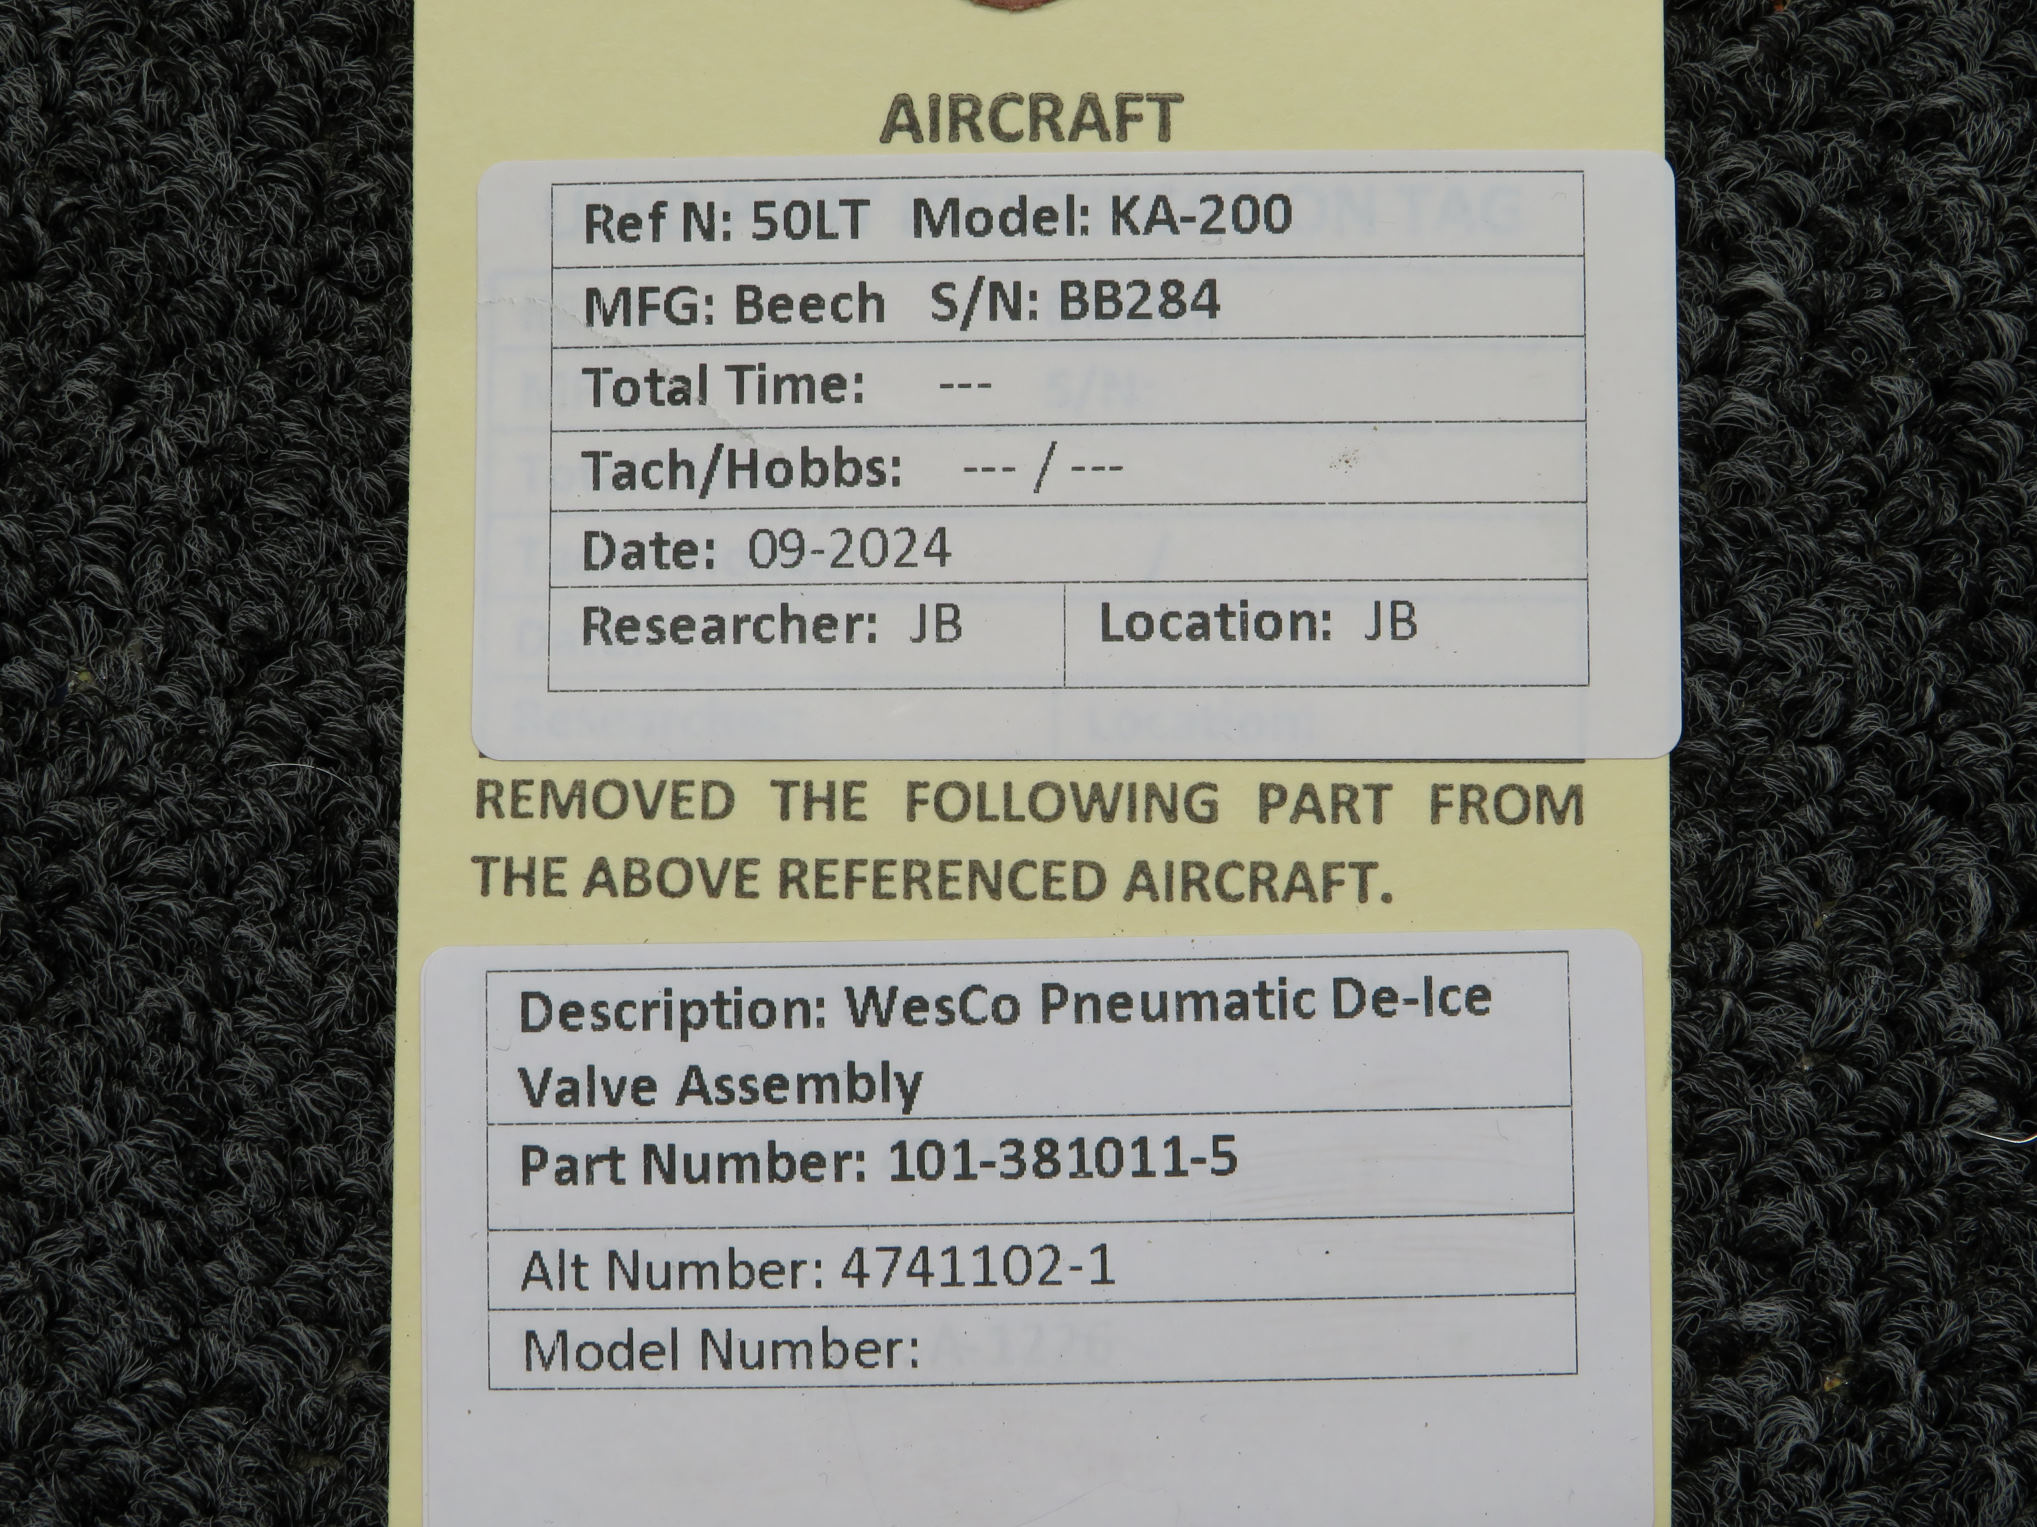 AIRCRAFT
Ref N: 50LT Model: KA-200
MFG: Beech S/N: BB284
Total Time: ---
Tach/Hobbs: --- / ---
Date: 09-2024
Researcher: JB Location: JB
REMOVED THE FOLLOWING PART FROM
THE ABOVE REFERENCED AIRCRAFT.
Description: WesCo Pneumatic De-Ice
Valve Assembly
Part Number: 101-381011-5
Alt Number: 4741102-1
Model Number: